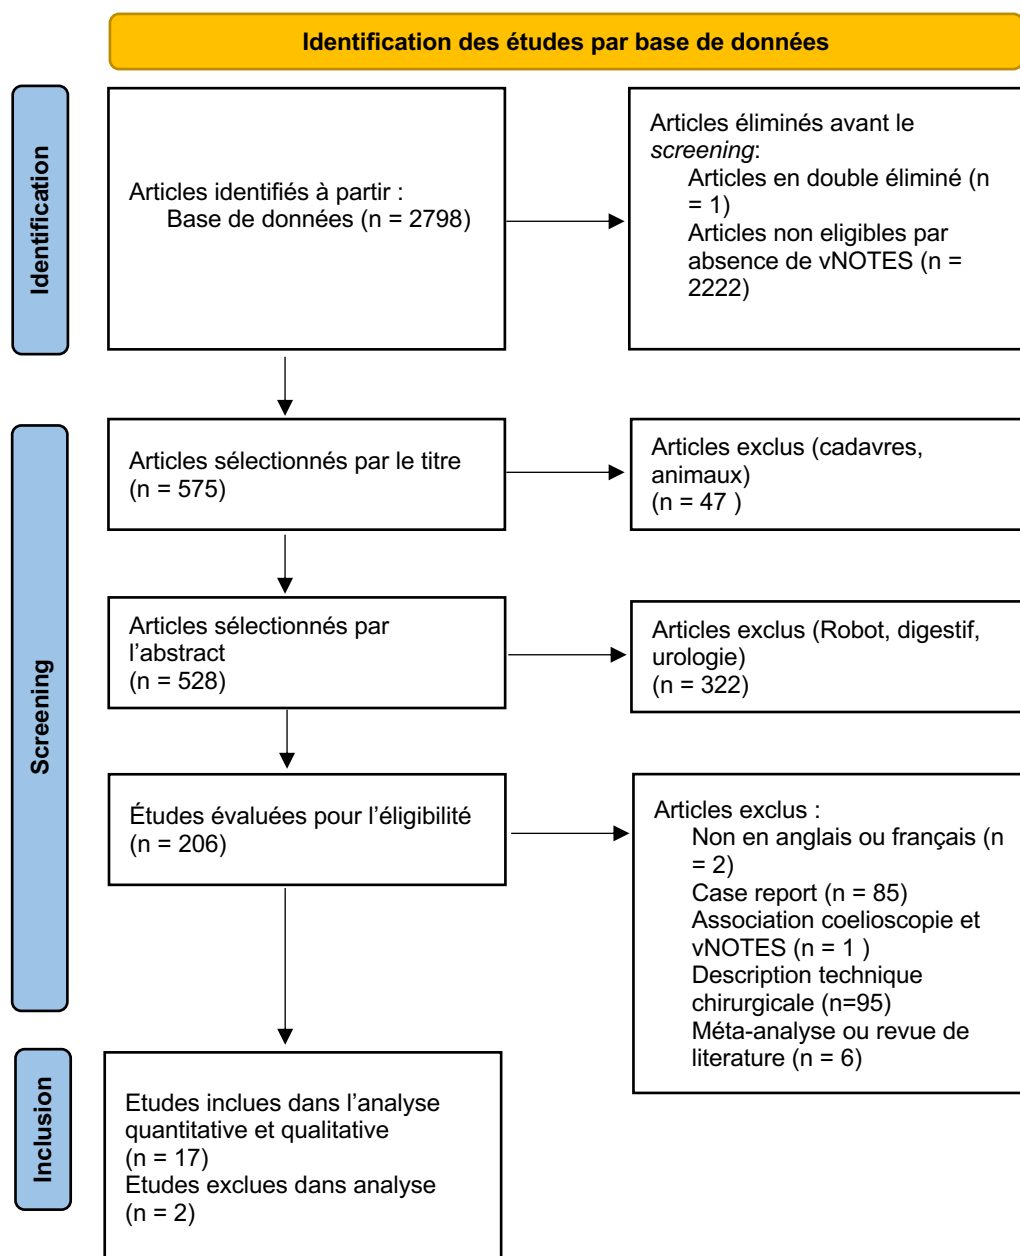 Identification des études par base de données
Identification
Articles identifiés à partir :
Base de données (n = 2798)
Articles éliminés avant le
screening:
Articles en double éliminé (n
= 1)
Articles non eligibles par
absence de vNOTES (n =
2222)
Screening
Articles sélectionnés par le titre
(n = 575)
Articles exclus (cadavres,
animaux)
(n = 47 )
Articles sélectionnés par
l’abstract
(n = 528)
Articles exclus (Robot, digestif,
urologie)
(n = 322)
Études évaluées pour l’éligibilité
(n = 206)
Articles exclus :
Non en anglais ou français (n
= 2)
Case report (n = 85)
Association coelioscopie et
vNOTES (n = 1 )
Description technique
chirurgicale (n=95)
Méta-analyse ou revue de
literature (n = 6)
Inclusion
Etudes inclues dans l’analyse
quantitative et qualitative
(n = 17)
Etudes exclues dans analyse
(n = 2)